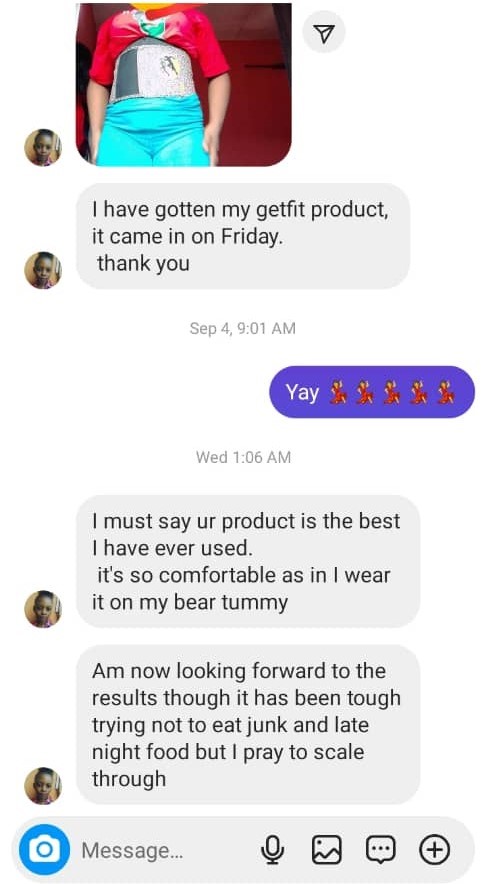 I have gotten my getfit product,
it came in on Friday.
thank you
Sep 4, 9:01 AM
Yay 💃💃💃💃💃
Wed 1:06 AM
I must say ur product is the best
I have ever used.
it's so comfortable as in I wear
it on my bear tummy
Am now looking forward to the
results though it has been tough
trying not to eat junk and late
night food but I pray to scale
through
Message...